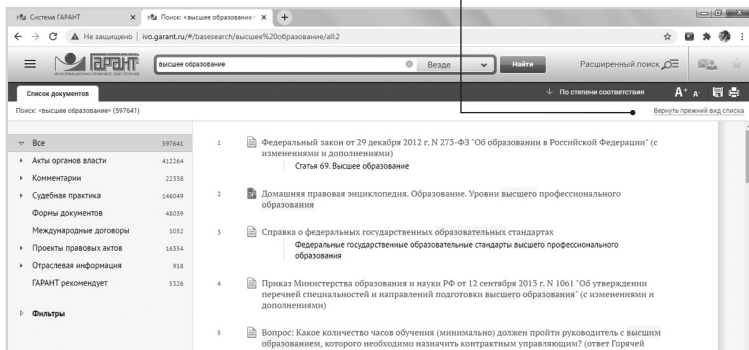 Система ГАРАНТ
Поиск: <высшее образование>
Не защищено | ivo.garant.ru/#/basesearch/высшее%20образование/all:2
ГАРАНТ
ИНФОРМАЦИОННО-ПРАВОВОЕ ОБЕСПЕЧЕНИЕ
высшее образование
Везде
Найти
Расширенный поиск
Список документов
По степени соответствия
А+ А-
Поиск: <высшее образование> (597641)
Вернуть прежний вид списка
Все 597641
Акты органов власти 412264
Комментарии 22338
Судебная практика 146049
Формы документов 48039
Международные договоры 1052
Проекты правовых актов 16354
Отраслевая информация 918
ГАРАНТ рекомендует 5326
Фильтры
1 Федеральный закон от 29 декабря 2012 г. N 273-ФЗ "Об образовании в Российской Федерации" (с
изменениями и дополнениями)
Статья 69. Высшее образование
2 Домашняя правовая энциклопедия. Образование. Уровни высшего профессионального
образования
3 Справка о федеральных государственных образовательных стандартах
Федеральные государственные образовательные стандарты высшего профессионального
образования
4 Приказ Министерства образования и науки РФ от 12 сентября 2013 г. N 1061 "Об утверждении
перечней специальностей и направлений подготовки высшего образования" (с изменениями и
дополнениями)
5 Вопрос: Какое количество часов обучения (минимально) должен пройти руководитель с высшим
образованием, которого необходимо назначить контрактным управляющим? (ответ Горячей